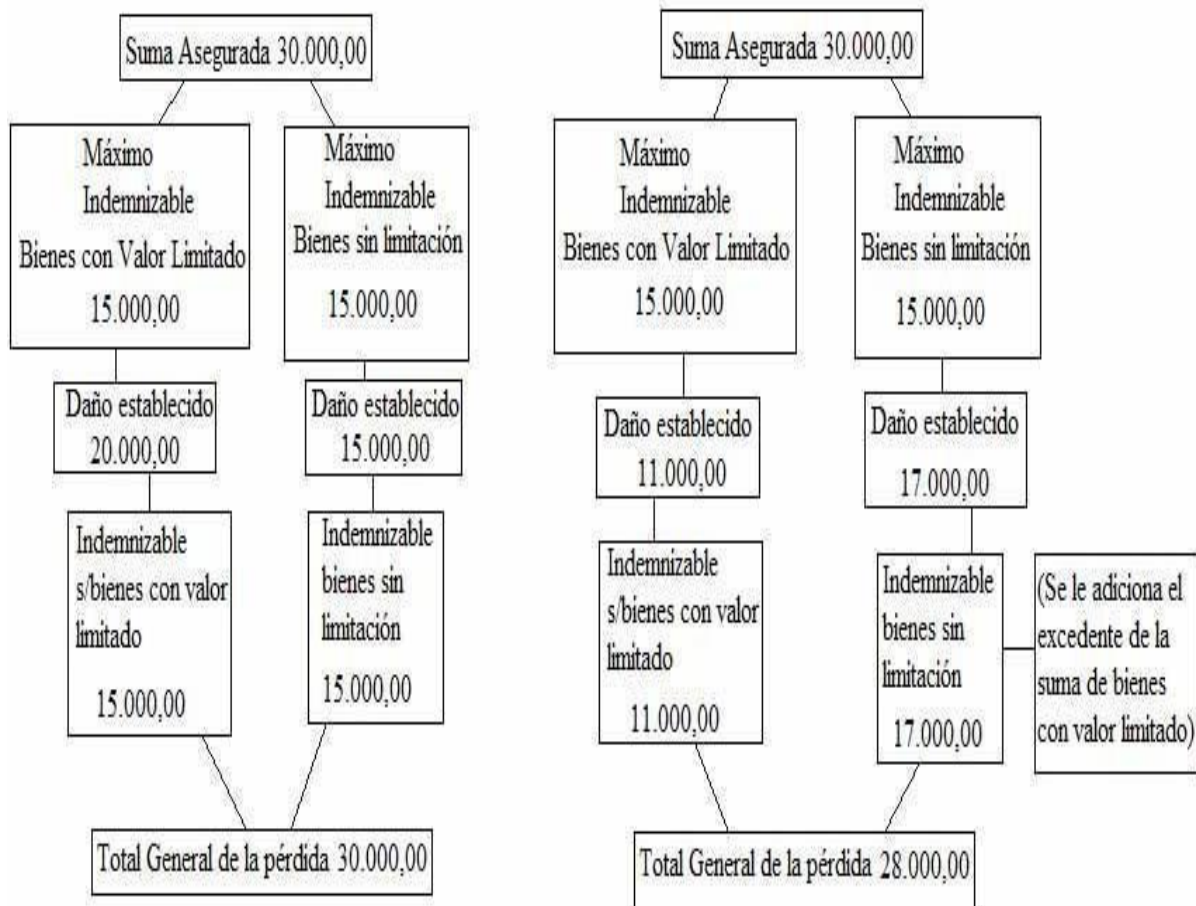 Suma Asegurada 30.000,00
Máximo
Indemnizable
Bienes con Valor Limitado
15.000,00
Máximo
Indemnizable
Bienes sin limitación
15.000,00
Daño establecido
20.000,00
Daño establecido
15.000,00
Indemnizable
s/bienes con valor
limitado
15.000,00
Indemnizable
bienes sin
limitación
15.000,00
Total General de la pérdida 30.000,00
Suma Asegurada 30.000,00
Máximo
Indemnizable
Bienes con Valor Limitado
15.000,00
Máximo
Indemnizable
Bienes sin limitación
15.000,00
Daño establecido
11.000,00
Daño establecido
17.000,00
Indemnizable
s/bienes con valor
limitado
11.000,00
Indemnizable
bienes sin
limitación
17.000,00
(Se le adiciona el
excedente de la
suma de bienes
con valor limitado)
Total General de la pérdida 28.000,00